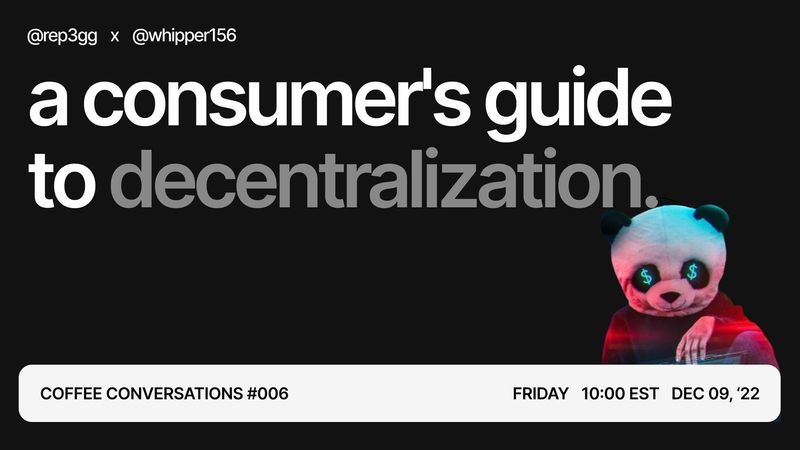 @rep3gg x @whipper156
a consumer's guide
to decentralization.
$ $
COFFEE CONVERSATIONS #006 FRIDAY 10:00 EST DEC 09, ‘22